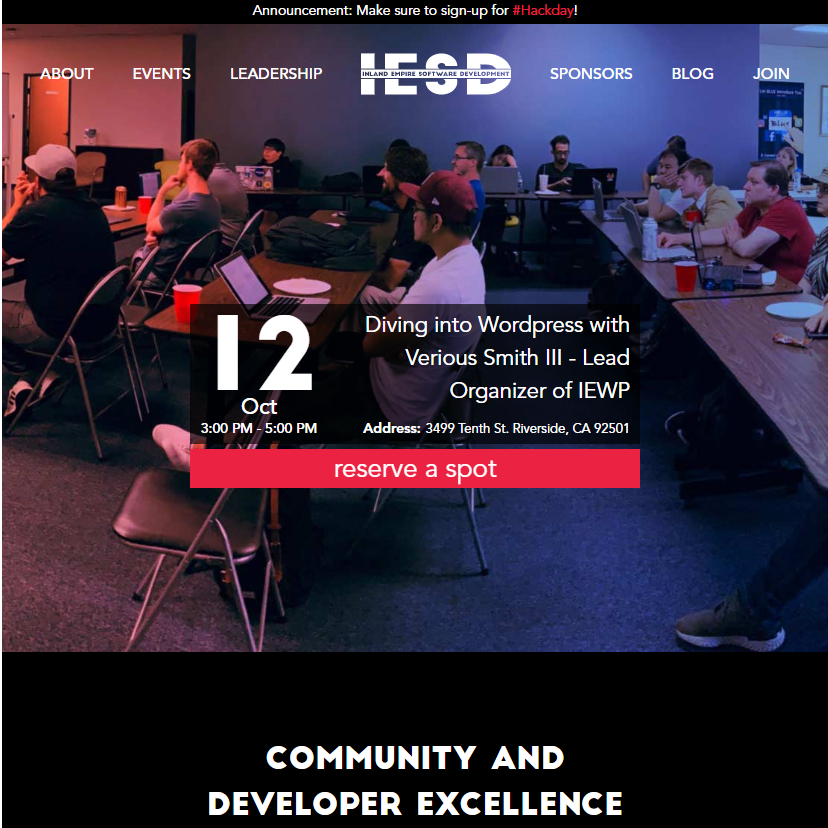 Announcement: Make sure to sign-up for #Hackday!
ABOUT EVENTS LEADERSHIP IESD SPONSORS BLOG JOIN
INLAND EMPIRE SOFTWARE DEVELOPMENT
12
Oct
3:00 PM - 5:00 PM
Diving into Wordpress with
Verious Smith III - Lead
Organizer of IEWP
Address: 3499 Tenth St. Riverside, CA 92501
reserve a spot
COMMUNITY AND
DEVELOPER EXCELLENCE